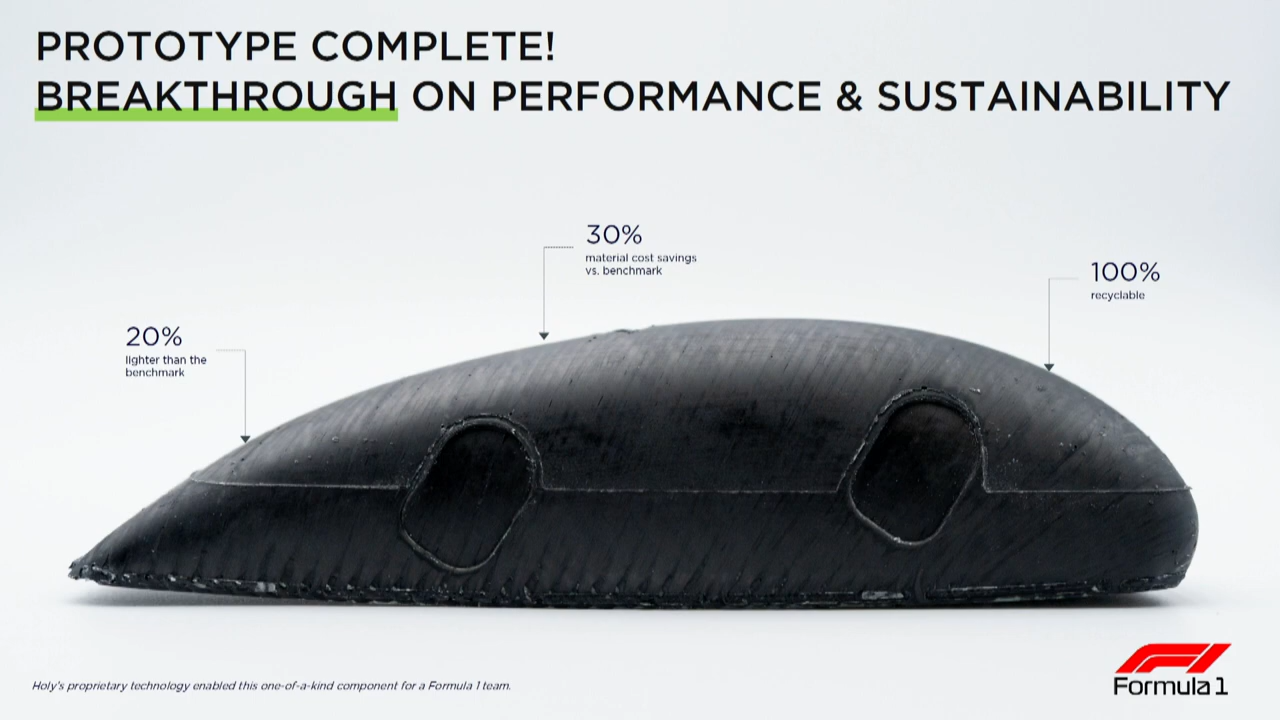 PROTOTYPE COMPLETE!
BREAKTHROUGH ON PERFORMANCE & SUSTAINABILITY
30%
material cost savings
vs. benchmark
100%
recyclable
20%
lighter than the
benchmark
Holy's proprietary technology enabled this one-of-a-kind component for a Formula 1 team.
F1
Formula 1